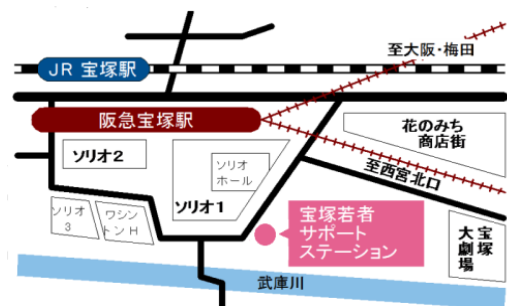 至大阪・梅田
JR 宝塚駅
阪急宝塚駅
花のみち
商店街
ソリオ2
ソリオ
ホール
至西宮北口
ソリオ1
ソリオ
3
ワシン
トンH
宝塚若者
サポート
ステーション
宝塚
大劇場
武庫川